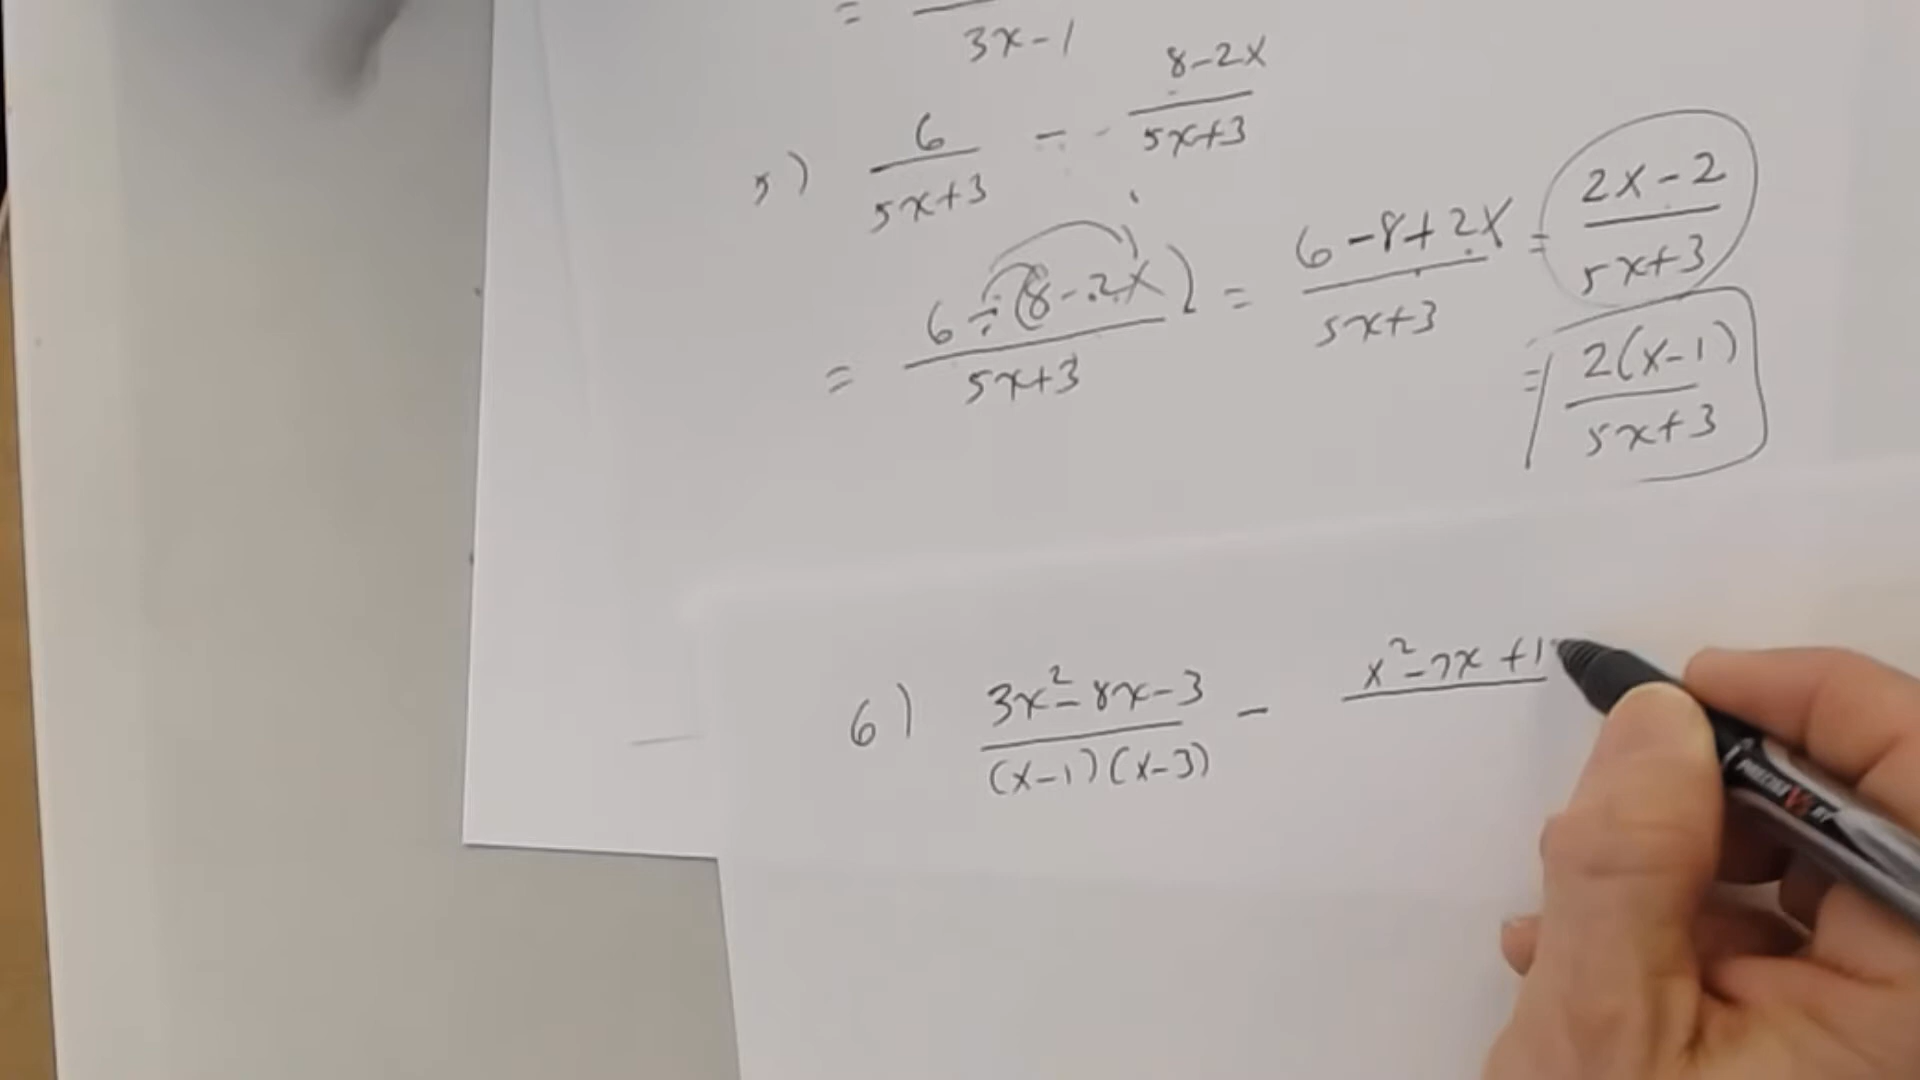 =
3x-1
5) 6/(5x+3) - (8-2x)/(5x+3)
= (6-(8-2x))/(5x+3) = (6-8+2x)/(5x+3) = (2x-2)/(5x+3)
= 2(x-1)/(5x+3)
6) (3x²-8x-3)/((x-1)(x-3)) - x²-7x+1